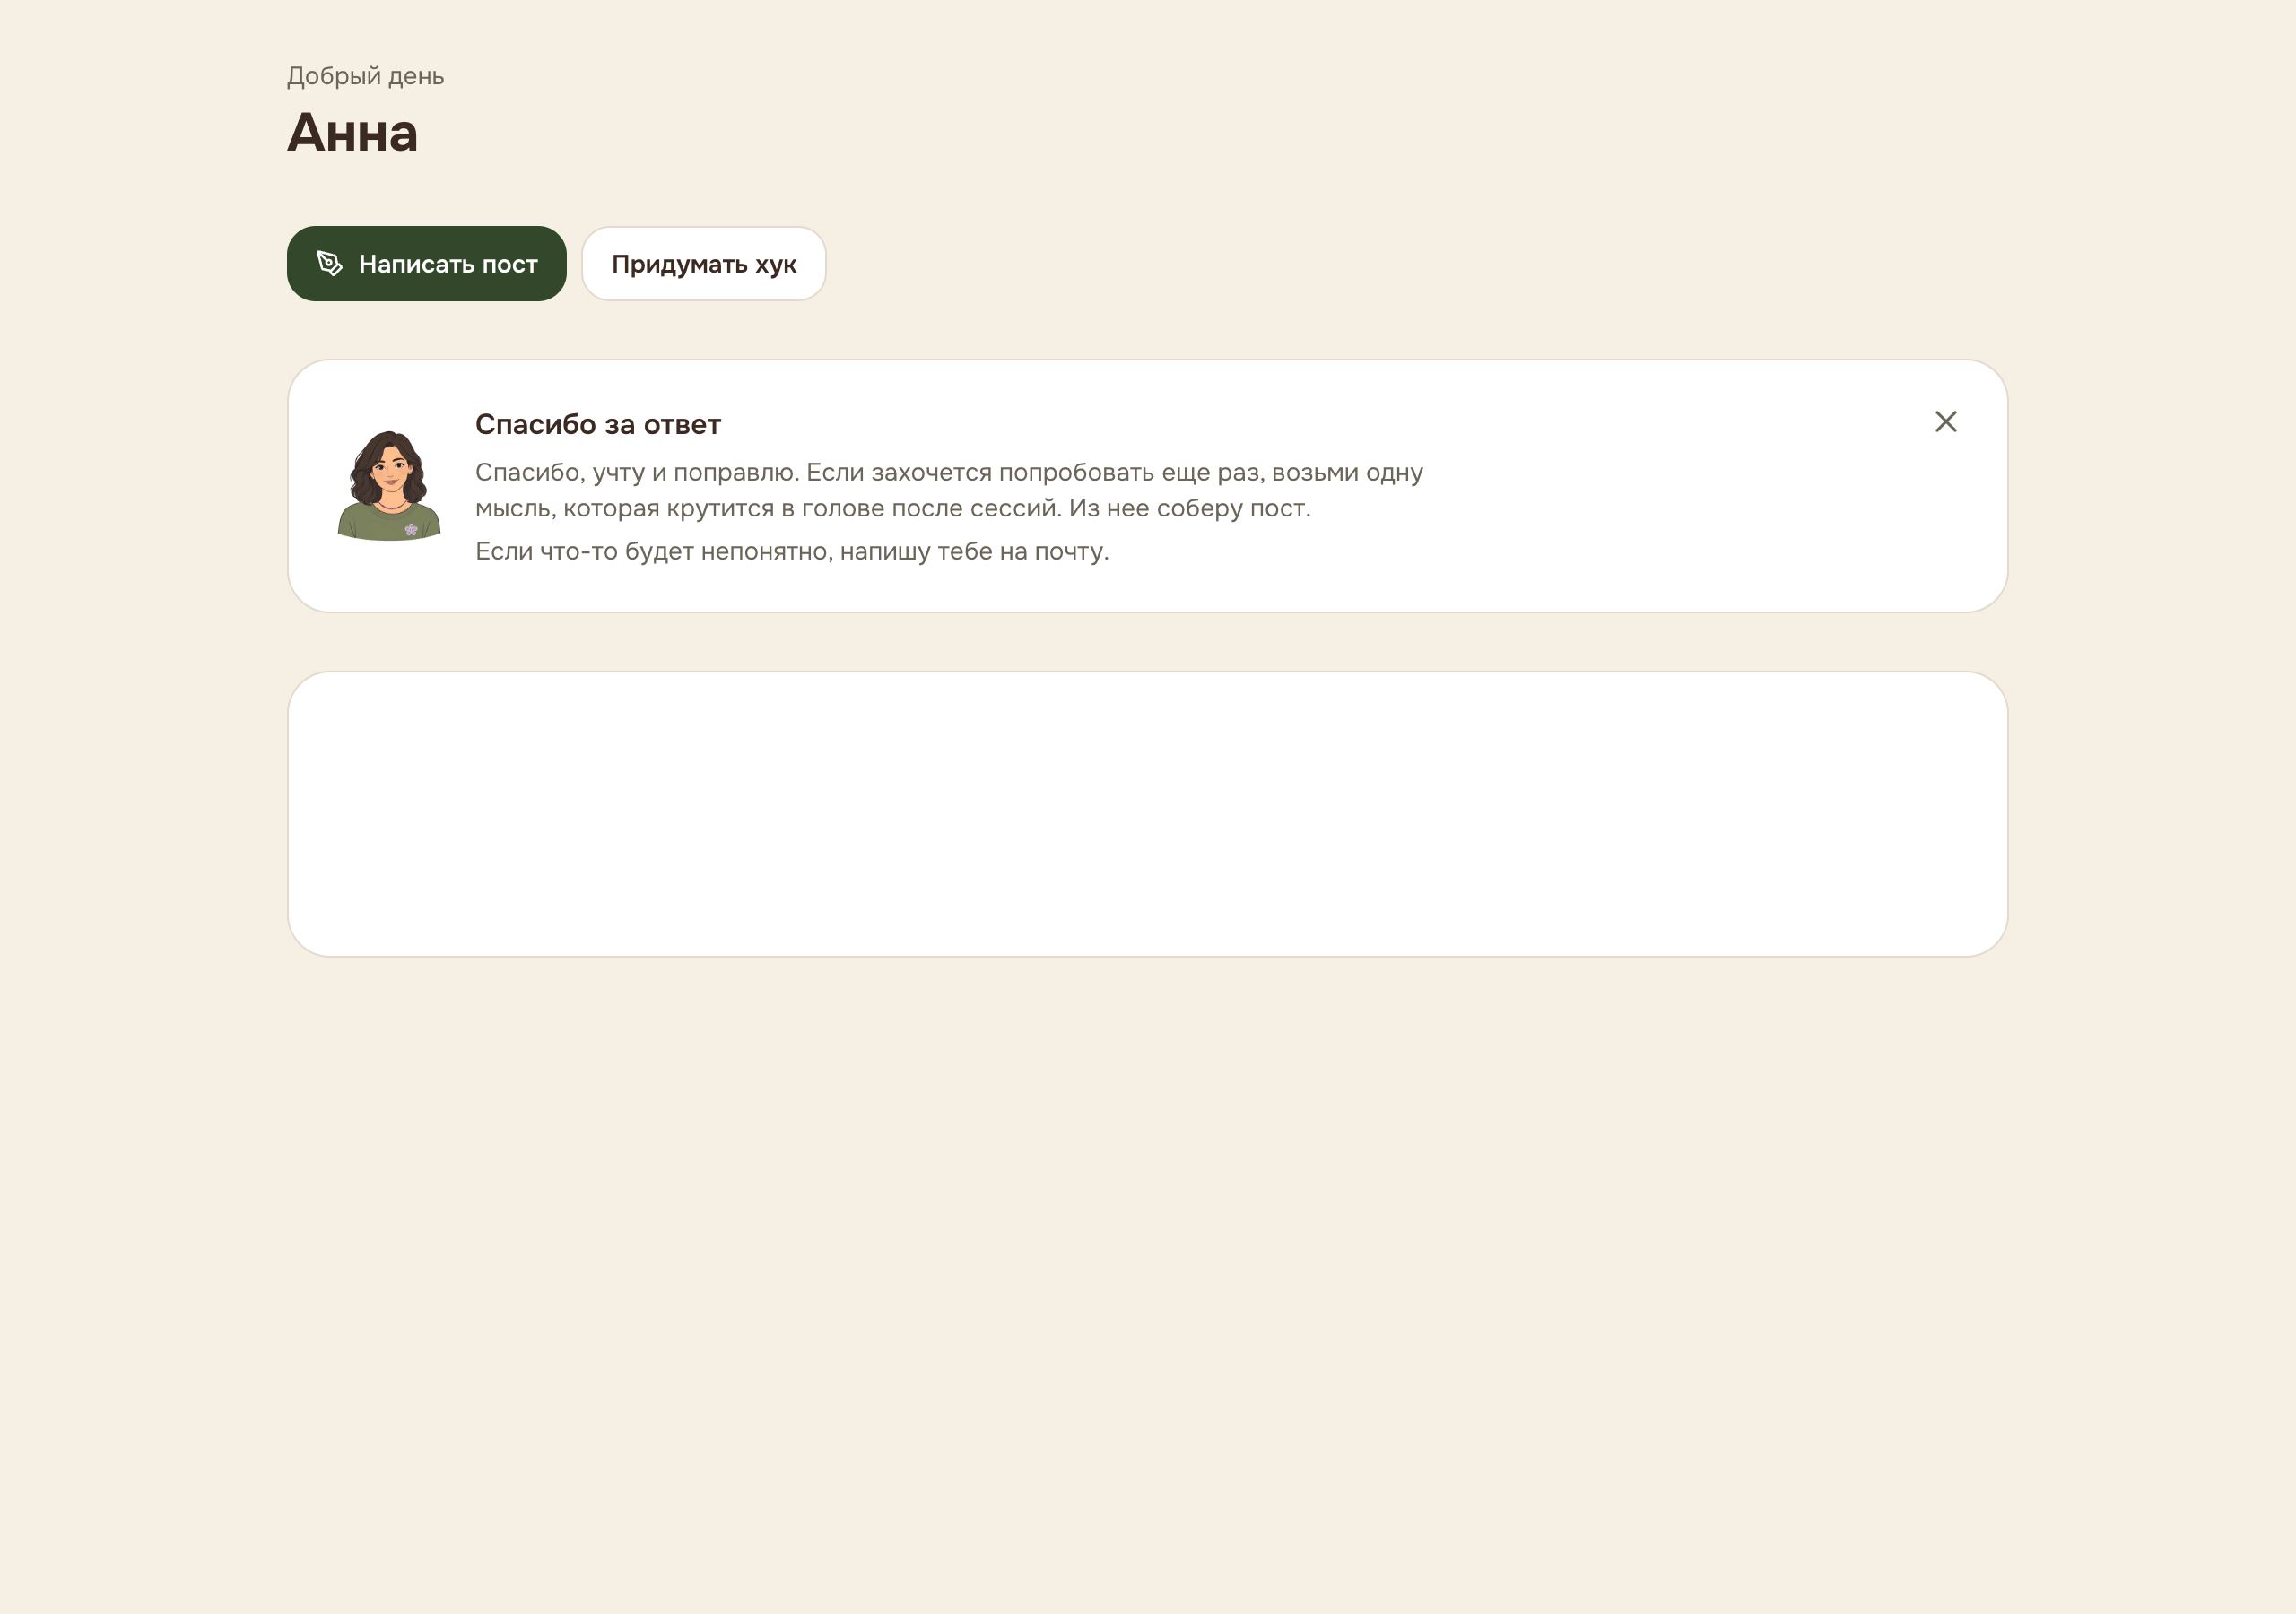 Добрый день
Анна
Написать пост
Придумать хук
Спасибо за ответ
Спасибо, учту и поправлю. Если захочется попробовать еще раз, возьми одну
мысль, которая крутится в голове после сессий. Из нее соберу пост.
Если что-то будет непонятно, напишу тебе на почту.